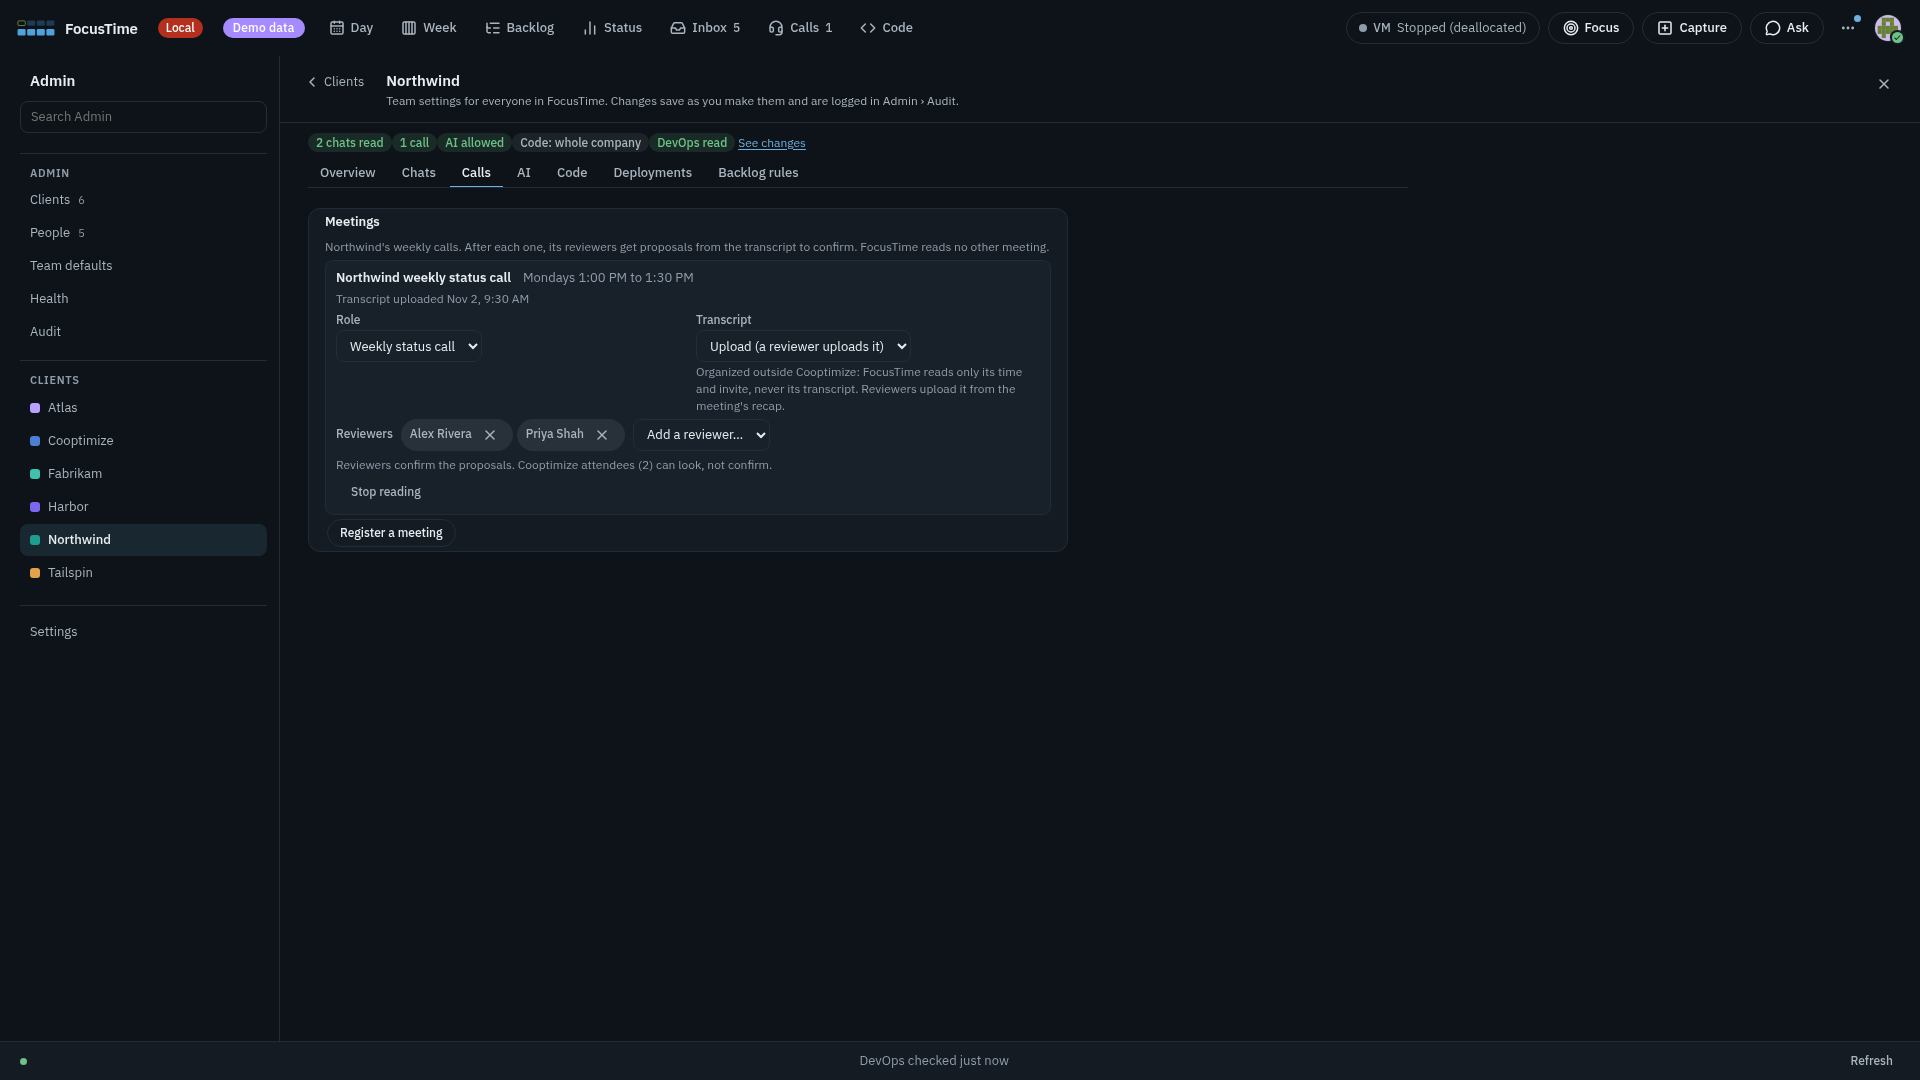 FocusTime
Local
Demo data
Day
Week
Backlog
Status
Inbox 5
Calls 1
Code
VM Stopped (deallocated)
Focus
Capture
Ask
Admin
Search Admin
ADMIN
Clients 6
People 5
Team defaults
Health
Audit
CLIENTS
Atlas
Cooptimize
Fabrikam
Harbor
Northwind
Tailspin
Settings
Clients
Northwind
Team settings for everyone in FocusTime. Changes save as you make them and are logged in Admin › Audit.
2 chats read 1 call AI allowed Code: whole company DevOps read See changes
Overview Chats Calls AI Code Deployments Backlog rules
Meetings
Northwind's weekly calls. After each one, its reviewers get proposals from the transcript to confirm. FocusTime reads no other meeting.
Northwind weekly status call Mondays 1:00 PM to 1:30 PM
Transcript uploaded Nov 2, 9:30 AM
Role
Weekly status call
Transcript
Upload (a reviewer uploads it)
Organized outside Cooptimize: FocusTime reads only its time
and invite, never its transcript. Reviewers upload it from the
meeting's recap.
Reviewers Alex Rivera Priya Shah Add a reviewer...
Reviewers confirm the proposals. Cooptimize attendees (2) can look, not confirm.
Stop reading
Register a meeting
DevOps checked just now
Refresh